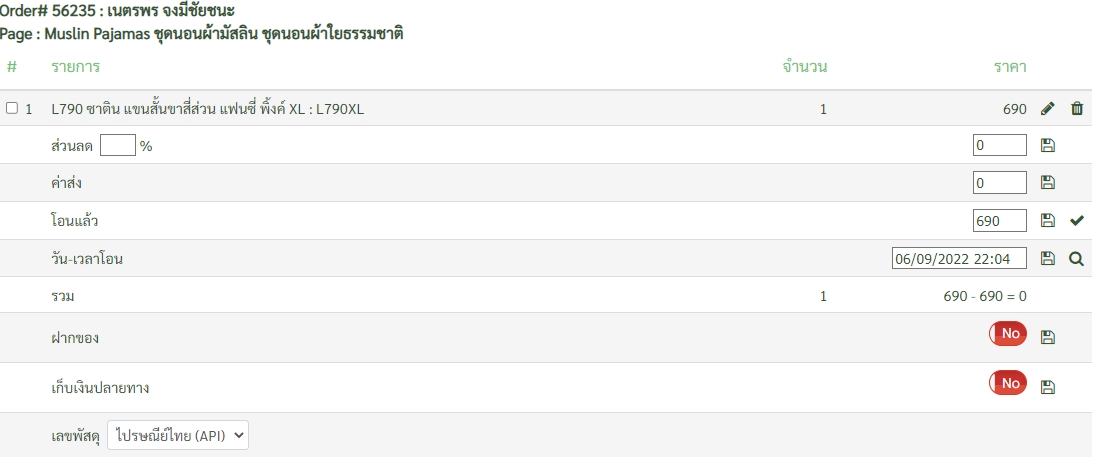 Order# 56235 : เนตรพร จงมีชัยชนะ
Page : Muslin Pajamas ชุดนอนผ้ามัสลิน ชุดนอนผ้าใยธรรมชาติ
# รายการ จำนวน ราคา
1 L790 ซาติน แขนสั้นขาสี่ส่วน แฟนซี พิ้งค์ XL : L790XL 1 690
ส่วนลด % 0
ค่าส่ง 0
โอนแล้ว 690
วัน-เวลาโอน 06/09/2022 22:04
รวม 1 690 - 690 = 0
ฝากของ No
เก็บเงินปลายทาง No
เลขพัสดุ ไปรษณีย์ไทย (API)